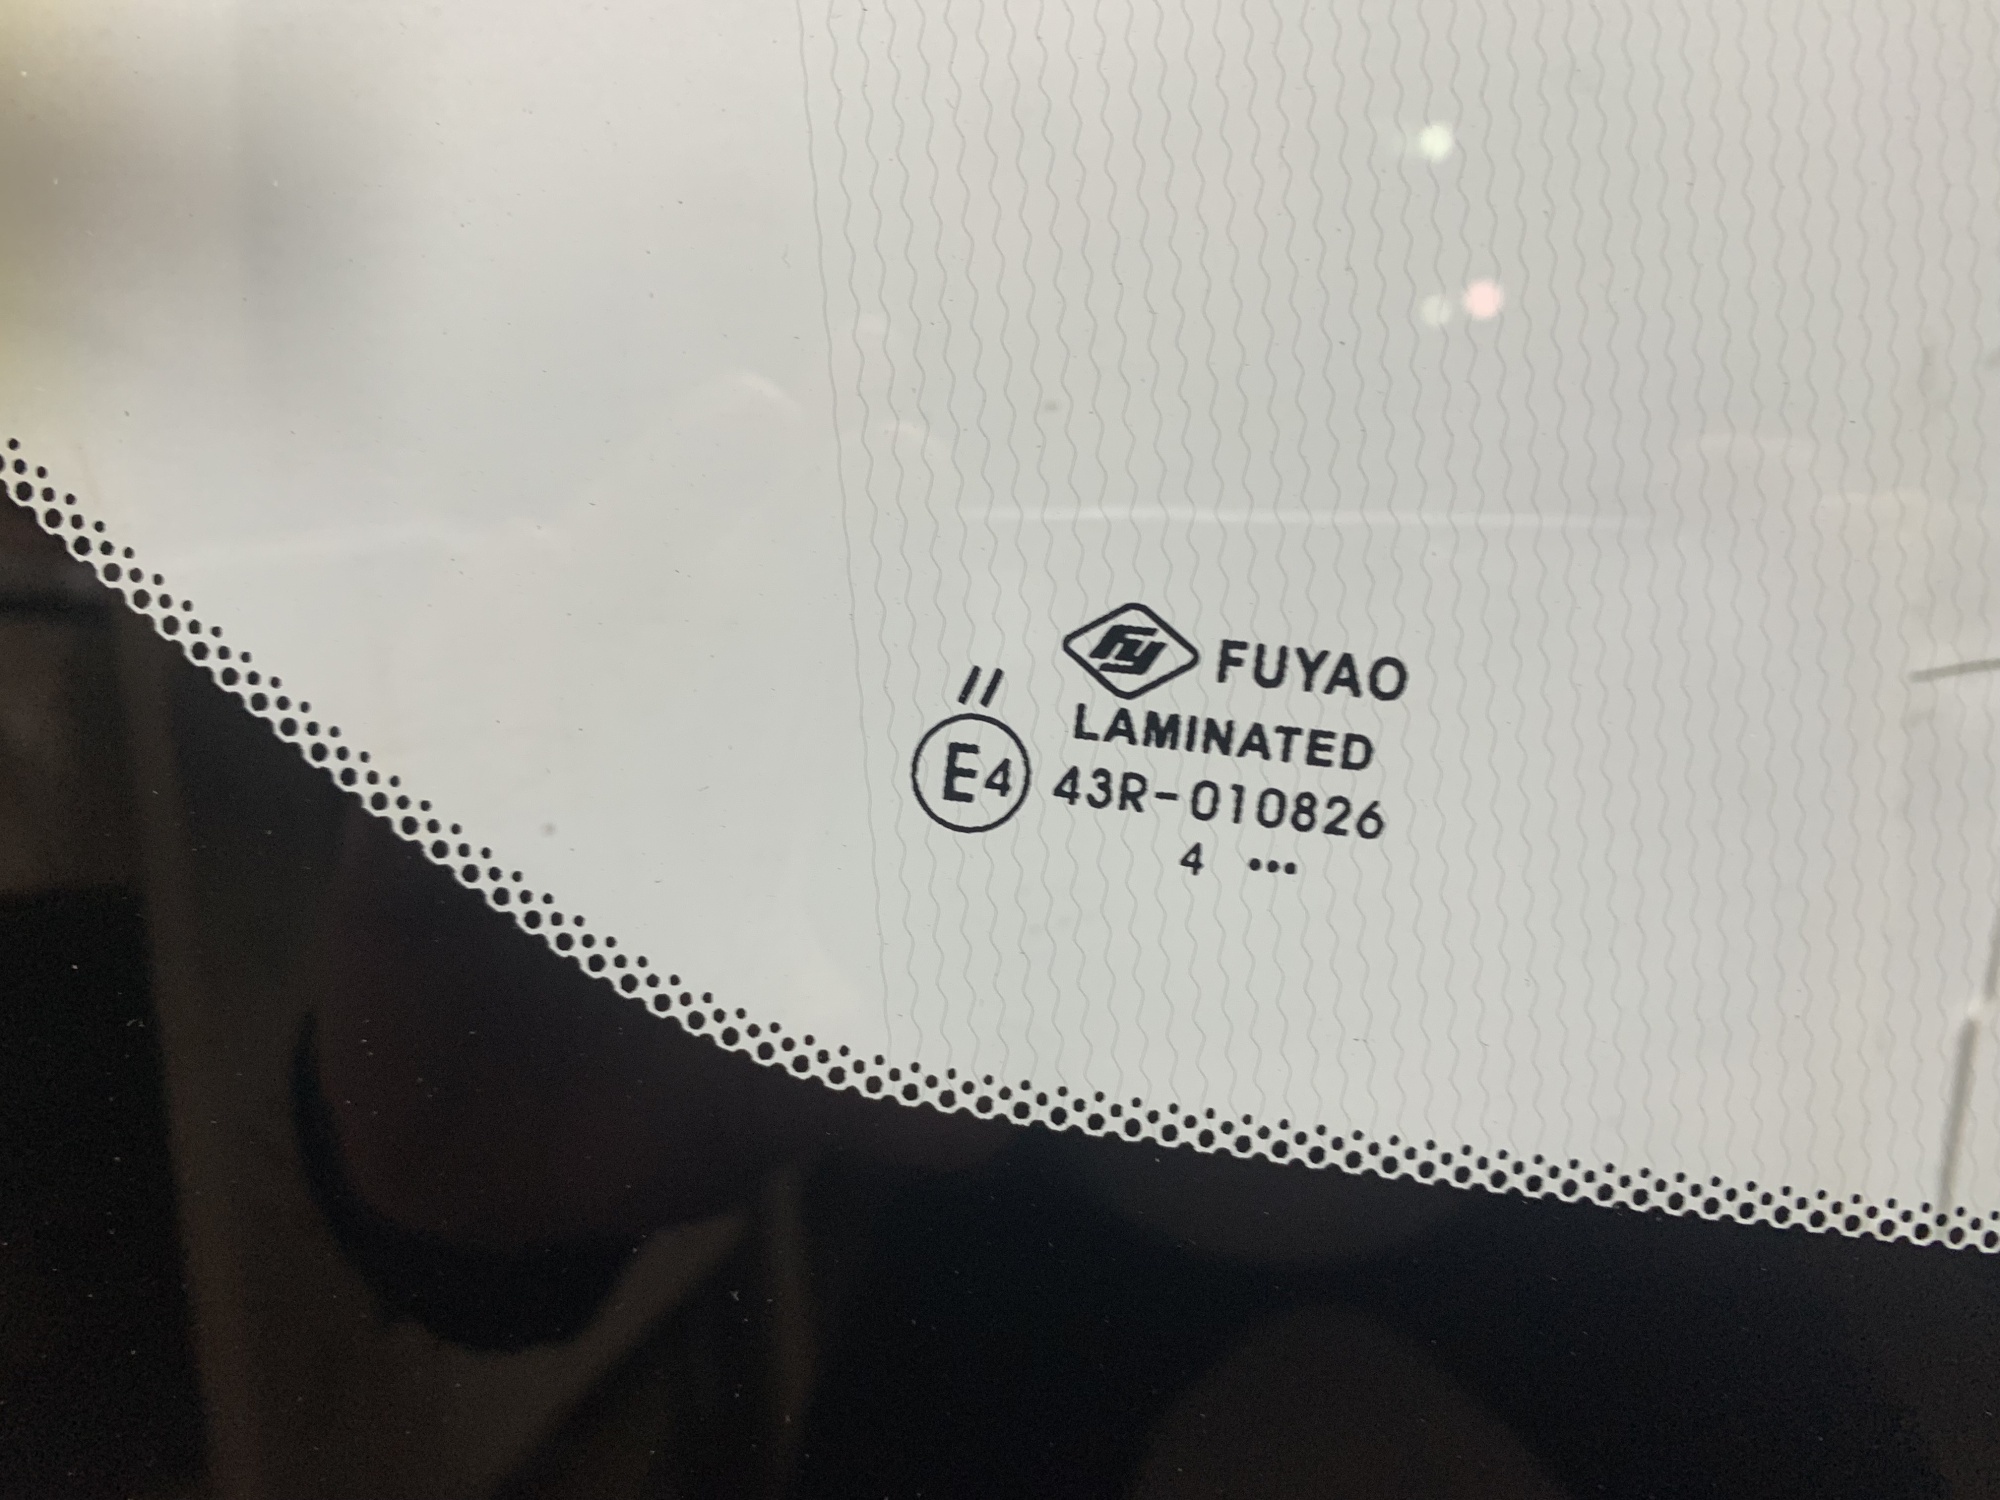 fy FUYAO
LAMINATED
//
E4 43R-010826
4 •••